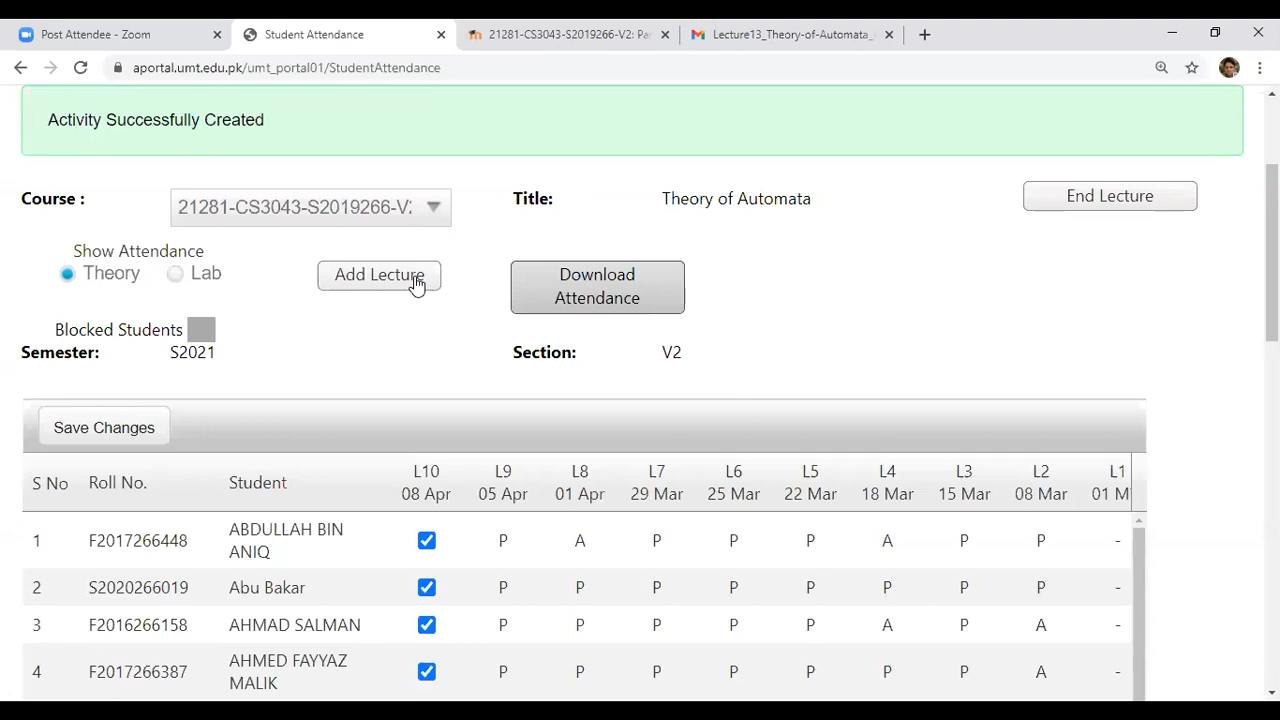 Post Attendee - Zoom
Student Attendance
21281-CS3043-S2019266-V2: Pa
Lecture13_Theory-of-Automata_
aportal.umt.edu.pk/umt_portal01/StudentAttendance
Activity Successfully Created
Course : 21281-CS3043-S2019266-V2 Title: Theory of Automata End Lecture
Show Attendance
Theory Lab Add Lecture Download Attendance
Blocked Students
Semester: S2021 Section: V2
Save Changes
S No Roll No. Student L10 L9 L8 L7 L6 L5 L4 L3 L2 L1
08 Apr 05 Apr 01 Apr 29 Mar 25 Mar 22 Mar 18 Mar 15 Mar 08 Mar 01 M
1 F2017266448 ABDULLAH BIN ANIQ P A P P P A P P -
2 S2020266019 Abu Bakar P P P P P P P P -
3 F2016266158 AHMAD SALMAN P P P P P A P A -
4 F2017266387 AHMED FAYYAZ MALIK P P P P P P P A -